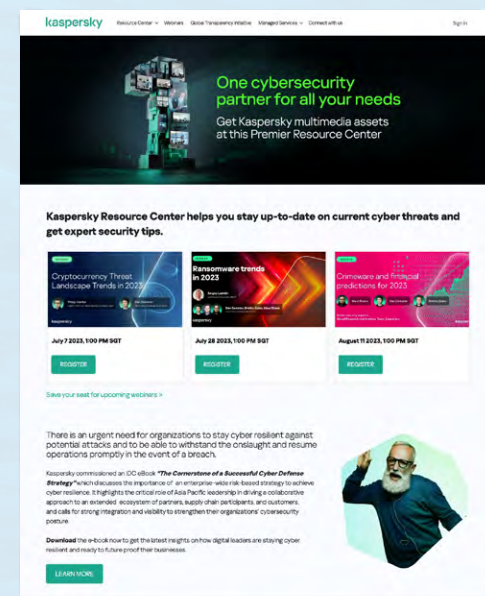 kaspersky
Resource Center Webinars Global Transparency Initiative Managed Services Connect with us Sign In
One cybersecurity
partner for all your needs
Get Kaspersky multimedia assets
at this Premier Resource Center
Kaspersky Resource Center helps you stay up-to-date on current cyber threats and
get expert security tips.
Cryptocurrency Threat
Landscape Trends in 2023
kaspersky
Ransomware trends
in 2023
kaspersky
Crimeware and financial
predictions for 2023
kaspersky
July 7 2023, 1:00 PM SGT
July 28 2023, 1:00 PM SGT
August 11 2023, 1:00 PM SGT
REGISTER
REGISTER
REGISTER
Save your seat for upcoming webinars >
There is an urgent need for organizations to stay cyber resilient against
potential attacks and to be able to withstand the onslaught and resume
operations promptly in the event of a breach.
Kaspersky commissioned an IDC eBook "The Cornerstone of a Successful Cyber Defense
Strategy" which discusses the importance of an enterprise-wide risk-based strategy to achieve
cyber resilience. It highlights the critical role of Asia Pacific leadership in driving a collaborative
approach to an extended ecosystem of partners, supply chain participants, and customers,
and calls for strong integration and visibility to strengthen their organizations' cybersecurity
posture.
Download the e-book now to get the latest insights on how digital leaders are staying cyber
resilient and ready to future proof their businesses.
LEARN MORE